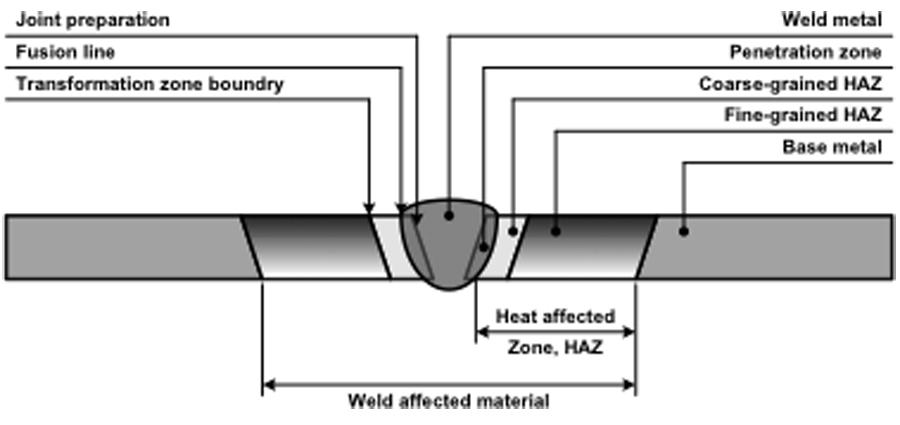 Joint preparation
Fusion line
Transformation zone boundry
Weld metal
Penetration zone
Coarse-grained HAZ
Fine-grained HAZ
Base metal
Heat affected
Zone, HAZ
Weld affected material